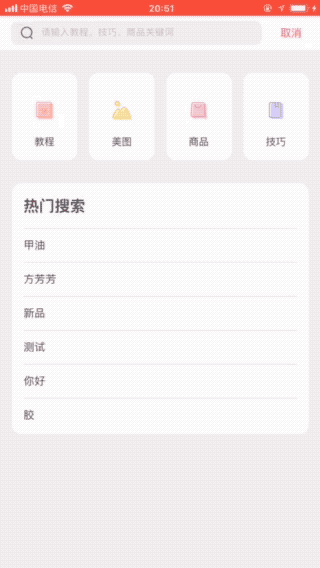 中国电信 20:51
请输入教程、技巧、商品关键词 取消
教程 美图 商品 技巧
热门搜索
甲油
方芳芳
新品
测试
你好
胶